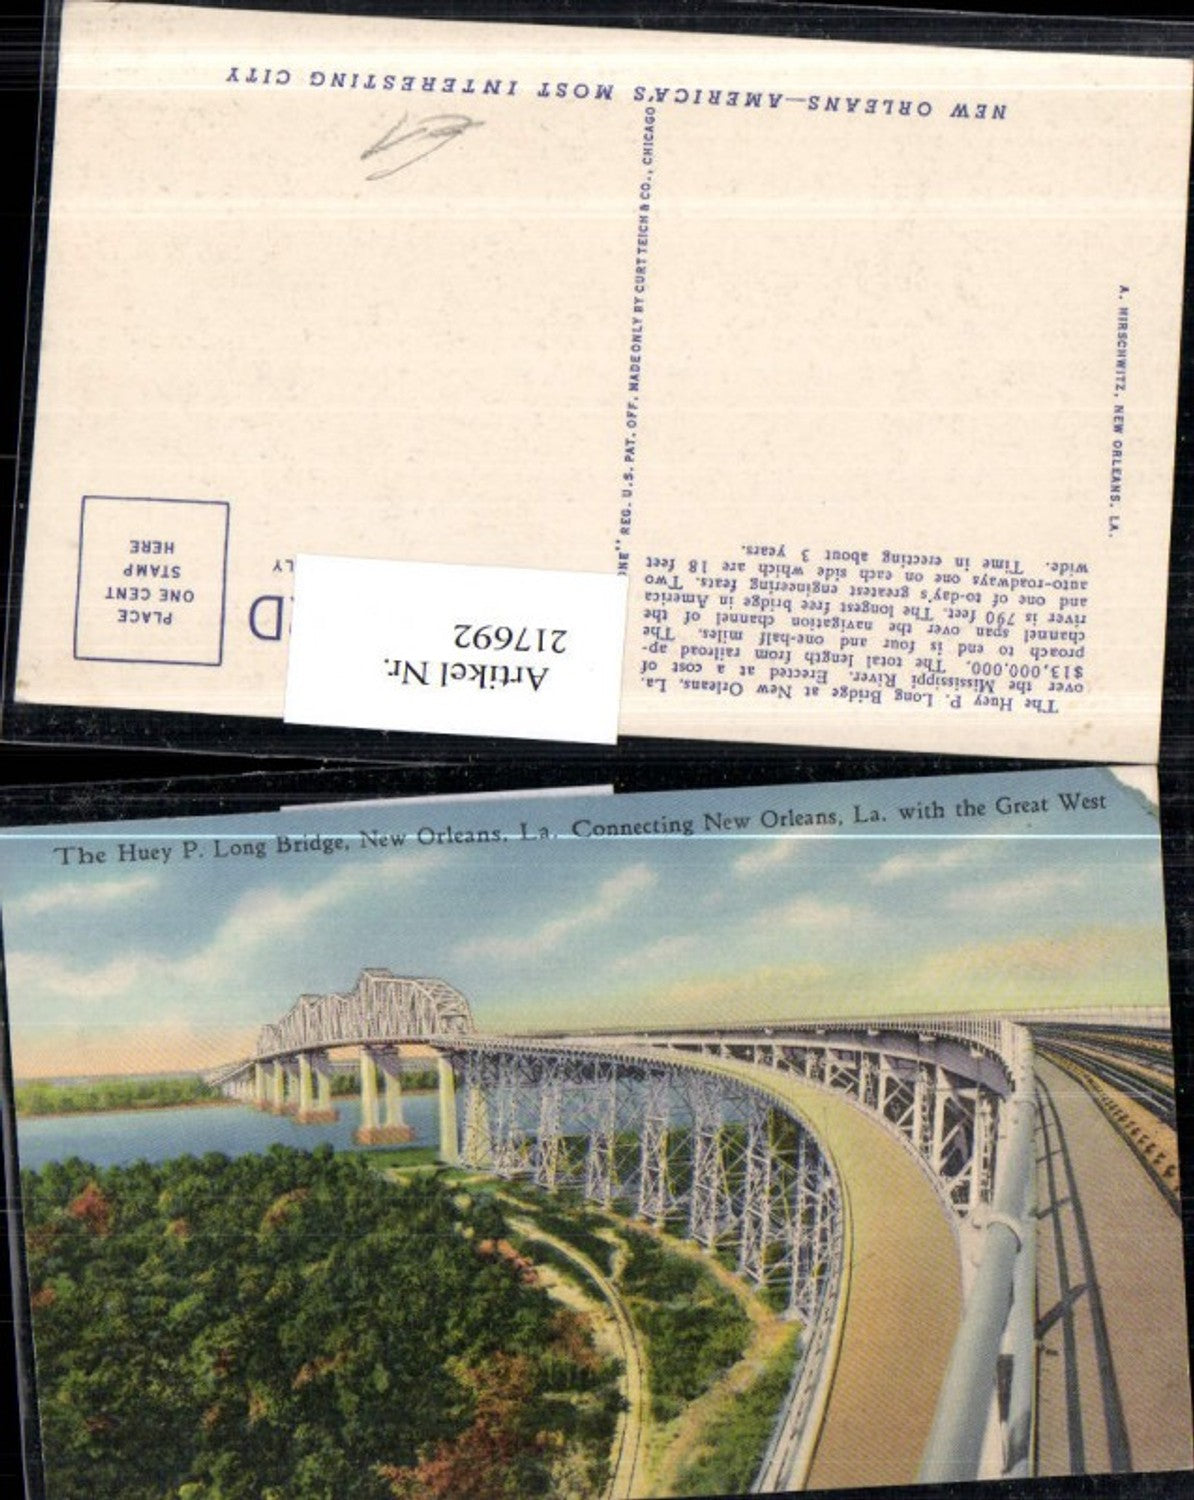 The Huey P. Long Bridge at New Orleans, La.
over the Mississippi River. Erected at a cost of
$13,000,000. The total length from railroad ap-
proach to end is four and one-half miles. The
channel span over the navigation channel of the
river is 790 feet. The longest free bridge in America
and one of to-day's greatest engineering feats. Two
auto-roadways one on each side which are 18 feet
wide. Time in erecting about 3 years.
A. HIRSCHWITZ, NEW ORLEANS, LA.
REG. U.S. PAT. OFF. MADE ONLY BY CURT TEICH & CO., CHICAGO
Artikel Nr.
217692
RD
LY
PLACE
ONE CENT
STAMP
HERE
NEW ORLEANS—AMERICA'S MOST INTERESTING CITY
The Huey P. Long Bridge, New Orleans, La. Connecting New Orleans, La. with the Great West